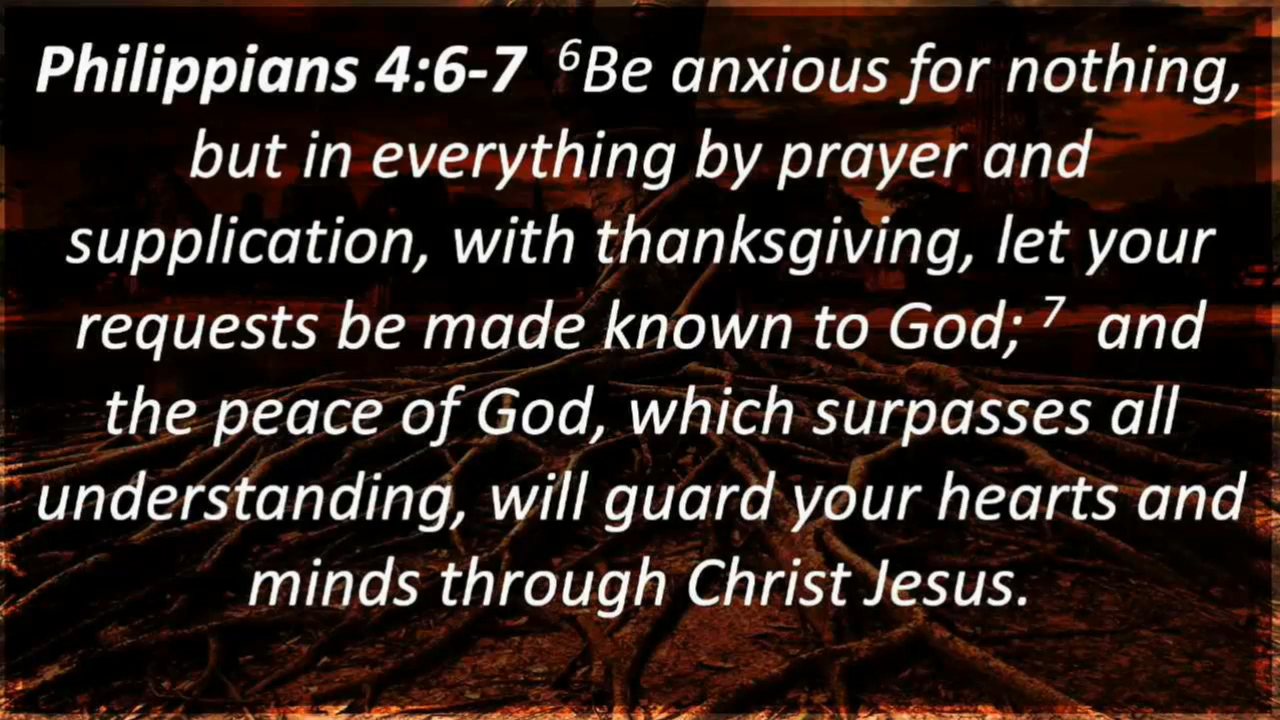 Philippians 4:6-7 ⁶Be anxious for nothing,
but in everything by prayer and
supplication, with thanksgiving, let your
requests be made known to God; ⁷ and
the peace of God, which surpasses all
understanding, will guard your hearts and
minds through Christ Jesus.